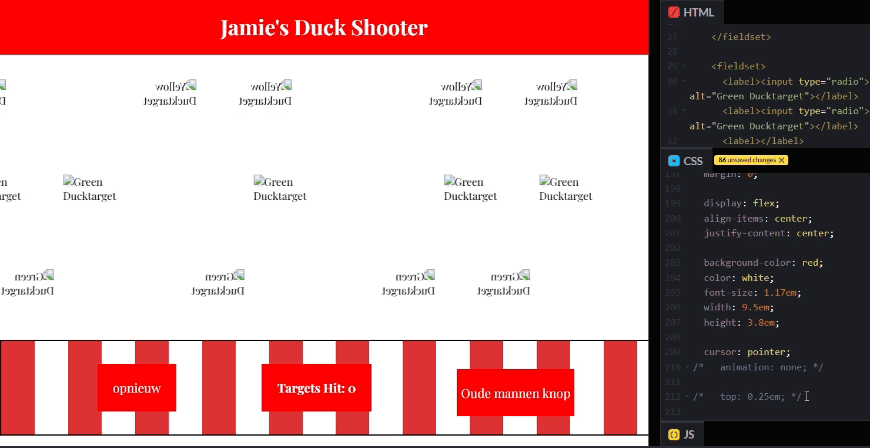 Jamie's Duck Shooter
Yellow Yellow Yellow Yellow
Ducktarget Ducktarget Ducktarget Ducktarget
Green Green Green Green
Ducktarget Ducktarget Ducktarget Ducktarget
Green Green Green Green
Ducktarget Ducktarget Ducktarget Ducktarget
opnieuw
Targets Hit: 0
Oude mannen knop
HTML
27 </fieldset>
28
29 <fieldset>
30 <label><input type="radio">
alt="Green Ducktarget"></label>
31 <label><input type="radio">
alt="Green Ducktarget"></label>
32 <label></label>
CSS 86 unsaved changes X
197 margin: 0;
198
199 display: flex;
200 align-items: center;
201 justify-content: center;
202
203 background-color: red;
204 color: white;
205 font-size: 1.17em;
206 width: 9.5em;
207 height: 3.8em;
208
209 cursor: pointer;
210 /* animation: none; */
211
212 /* top: 0.25em; */
213
JS